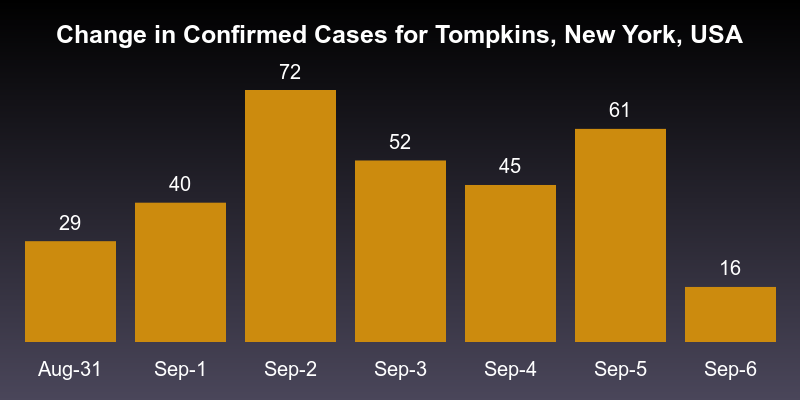 Change in Confirmed Cases for Tompkins, New York, USA
29
40
72
52
45
61
16
Aug-31
Sep-1
Sep-2
Sep-3
Sep-4
Sep-5
Sep-6